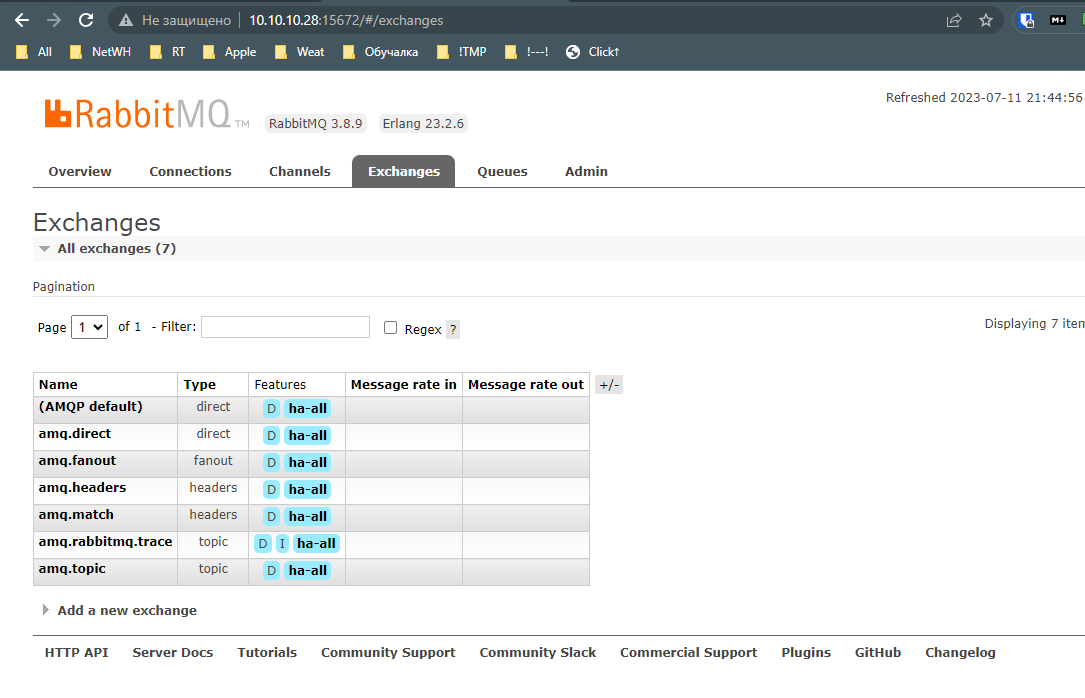 Не защищено 10.10.10.28:15672/#/exchanges M↓
All NetWH RT Apple Weat Обучалка !TMP !---! Click↑
Refreshed 2023-07-11 21:44:56
RabbitMQ TM RabbitMQ 3.8.9 Erlang 23.2.6
Overview Connections Channels Exchanges Queues Admin
Exchanges
All exchanges (7)
Pagination
Page 1 of 1 - Filter: Regex ?
Displaying 7 item
Name Type Features Message rate in Message rate out +/-
(AMQP default) direct D ha-all
amq.direct direct D ha-all
amq.fanout fanout D ha-all
amq.headers headers D ha-all
amq.match headers D ha-all
amq.rabbitmq.trace topic D I ha-all
amq.topic topic D ha-all
Add a new exchange
HTTP API Server Docs Tutorials Community Support Community Slack Commercial Support Plugins GitHub Changelog